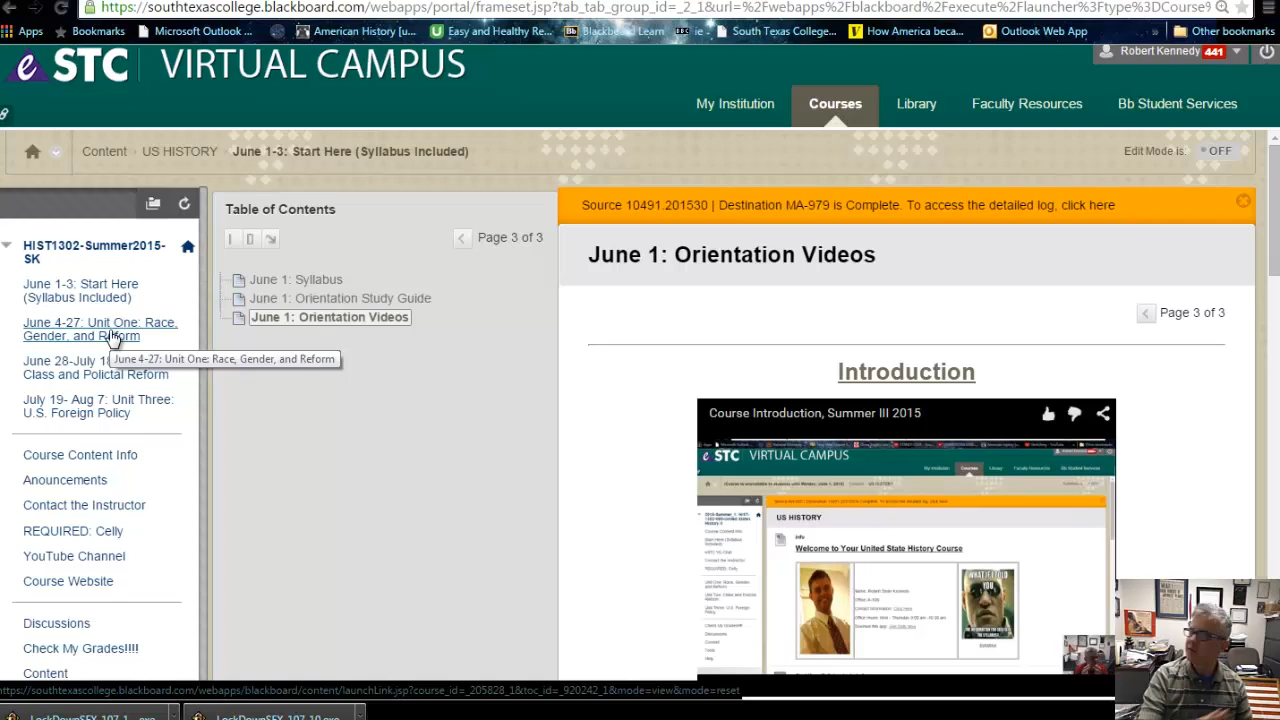 https://southtexascollege.blackboard.com/webapps/portal/frameset.jsp?tab_tab_group_id=_2_1&url=%2Fwebapps%2Fblackboard%2Fexecute%2Flauncher%3Ftype%3DCourse%
Apps Bookmarks Microsoft Outlook ... American History [u... Easy and Healthy Re... Blackboard Learn South Texas College... How America beca... Outlook Web App Other bookmarks
STC VIRTUAL CAMPUS
Robert Kennedy 441
My Institution Courses Library Faculty Resources Bb Student Services
Content US HISTORY June 1-3: Start Here (Syllabus Included)
Edit Mode is: OFF
HIST1302-Summer2015-
SK
June 1-3: Start Here
(Syllabus Included)
June 4-27: Unit One: Race,
Gender, and Reform
June 4-27: Unit One: Race, Gender, and Reform
June 28-July 1
Class and Polictal Reform
July 19- Aug 7: Unit Three:
U.S. Foreign Policy
Course Content Info
Anouncements
Contact the Instructor
REQUIRED: Celly
YouTube Channel
Course Website
Discussions
Check My Grades!!!!
Content
Table of Contents
Page 3 of 3
June 1: Syllabus
June 1: Orientation Study Guide
June 1: Orientation Videos
Source 10491.201530 | Destination MA-979 is Complete. To access the detailed log, click here
June 1: Orientation Videos
Page 3 of 3
Introduction
Course Introduction, Summer III 2015
STC VIRTUAL CAMPUS
US HISTORY
Info
Welcome to Your United State History Course
WHAT IF I TOLD
YOU
https://southtexascollege.blackboard.com/webapps/blackboard/content/launchLink.jsp?course_id=_205828_1&toc_id=_920242_1&mode=view&mode=reset